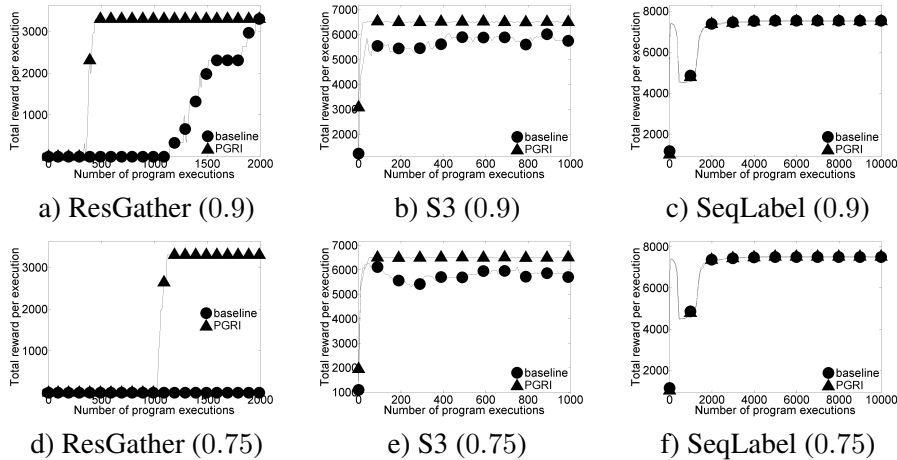 Total reward per execution
3000
2000
1000
0 500 1000 1500 2000
baseline
PGRI
Number of program executions
a) ResGather (0.9)
Total reward per execution
7000
6000
5000
4000
3000
2000
0 200 400 600 800 1000
baseline
PGRI
Number of program executions
b) S3 (0.9)
Total reward per execution
8000
6000
4000
2000
0 2000 4000 6000 8000 10000
baseline
PGRI
Number of program executions
c) SeqLabel (0.9)
Total reward per execution
3000
2000
1000
500 1000 1500 2000
baseline
PGRI
Number of program executions
d) ResGather (0.75)
Total reward per execution
7000
6000
5000
4000
3000
2000
1000
0 200 400 600 800 1000
baseline
PGRI
Number of program executions
e) S3 (0.75)
Total reward per execution
8000
6000
4000
2000
0 2000 4000 6000 8000 10000
baseline
PGRI
Number of program executions
f) SeqLabel (0.75)